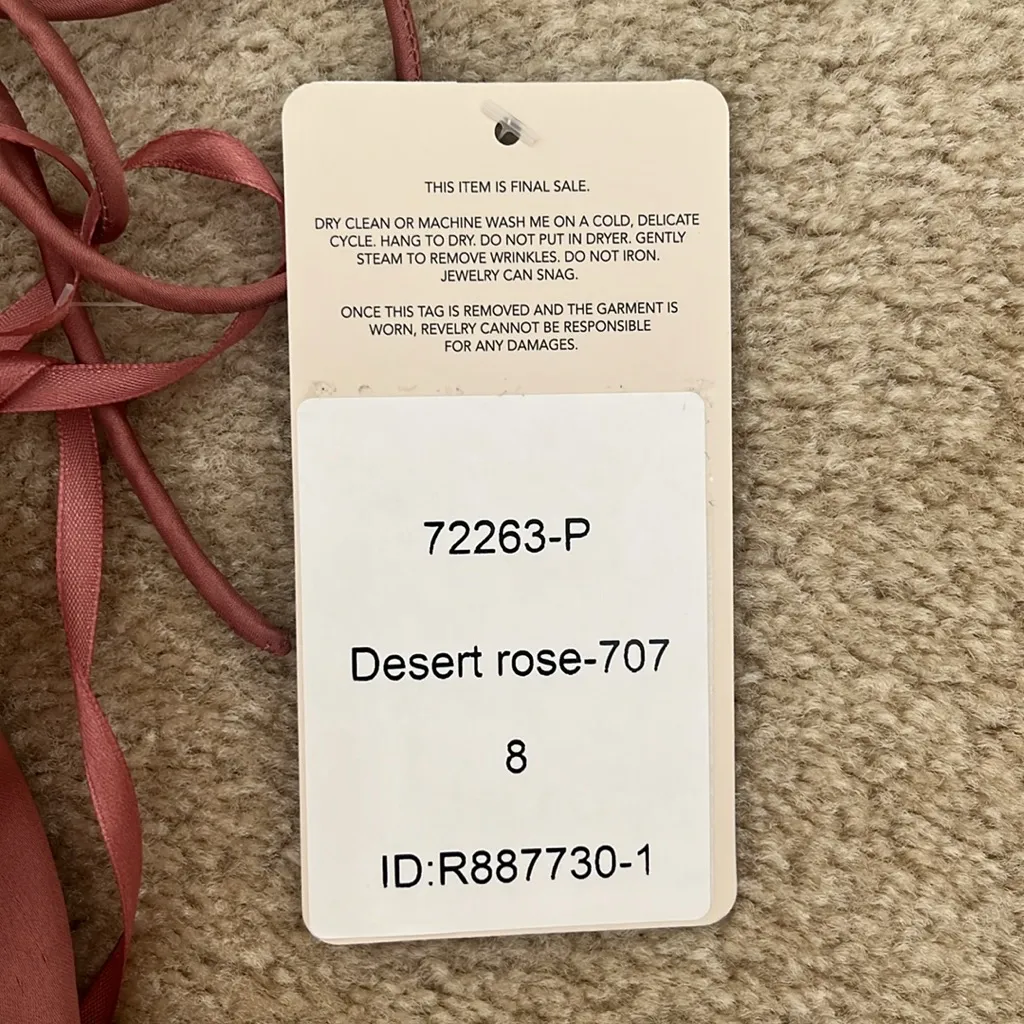 THIS ITEM IS FINAL SALE.
DRY CLEAN OR MACHINE WASH ME ON A COLD, DELICATE
CYCLE. HANG TO DRY. DO NOT PUT IN DRYER. GENTLY
STEAM TO REMOVE WRINKLES. DO NOT IRON.
JEWELRY CAN SNAG.
ONCE THIS TAG IS REMOVED AND THE GARMENT IS
WORN, REVELRY CANNOT BE RESPONSIBLE
FOR ANY DAMAGES.
72263-P
Desert rose-707
8
ID:R887730-1